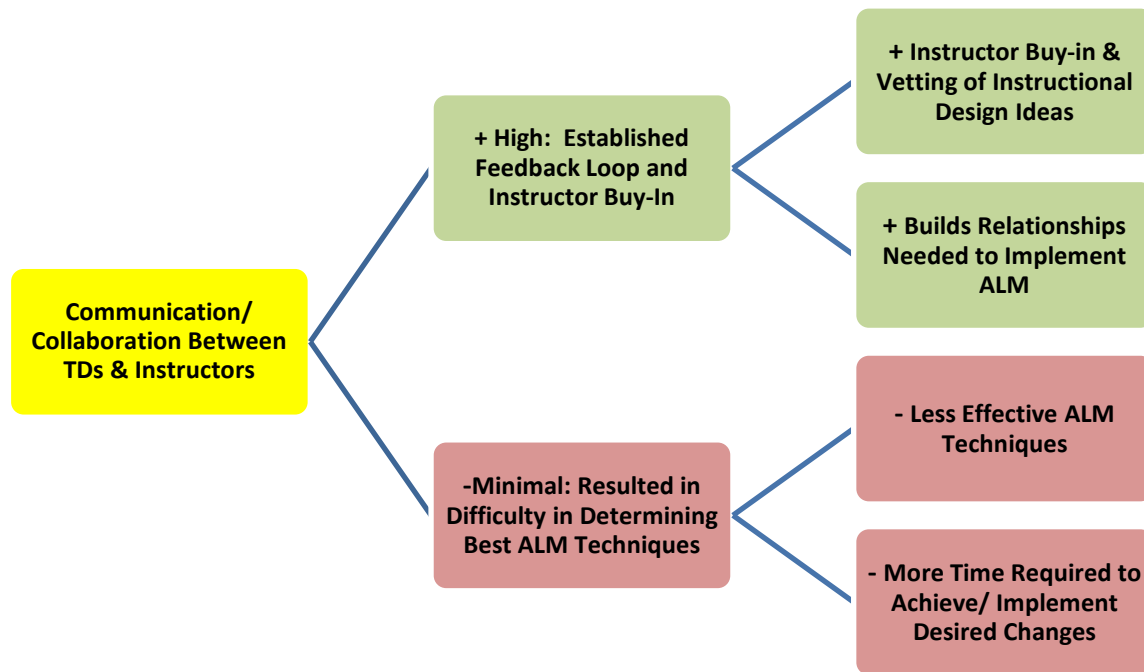 + Instructor Buy-in &
Vetting of Instructional
Design Ideas
+ High:  Established
Feedback Loop and
Instructor Buy-In
+ Builds Relationships
Needed to Implement
ALM
Communication/
Collaboration Between
TDs & Instructors
- Less Effective ALM
Techniques
-Minimal: Resulted in
Difficulty in Determining
Best ALM Techniques
- More Time Required to
Achieve/ Implement
Desired Changes